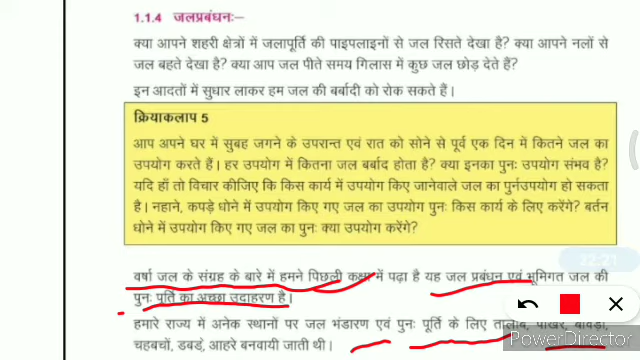 1.1.4 जलप्रबंधनः-
क्या आपने शहरी क्षेत्रों में जलापूर्ति की पाइपलाइनों से जल रिसते देखा है? क्या आपने नलों से
जल बहते देखा है? क्या आप जल पीते समय गिलास में कुछ जल छोड़ देते हैं?
इन आदतों में सुधार लाकर हम जल की बर्बादी को रोक सकते हैं।
क्रियाकलाप 5
आप अपने घर में सुबह जगने के उपरान्त एवं रात को सोने से पूर्व एक दिन में कितने जल का
उपयोग करते हैं। हर उपयोग में कितना जल बर्बाद होता है? क्या इनका पुनः उपयोग संभव है?
यदि हाँ तो विचार कीजिए कि किस कार्य में उपयोग किए जानेवाले जल का पुर्नउपयोग हो सकता
है। नहाने, कपड़े धोने में उपयोग किए गए जल का उपयोग पुनः किस कार्य के लिए करेंगे? बर्तन
धोने में उपयोग किए गए जल का पुनः क्या उपयोग करेंगे?
22:21
वर्षा जल के संग्रह के बारे में हमने पिछली कक्षा में पढ़ा है यह जल प्रबंधन एवं भूमिगत जल की
पुनः पूर्ति का अच्छा उदाहरण है।
हमारे राज्य में अनेक स्थानों पर जल भंडारण एवं पुनः पूर्ति के लिए तालाब, पोखर, बावड़ी,
चहबचों, डबडं, आहरे बनवायी जाती थी।
Recorded with
PowerDirector